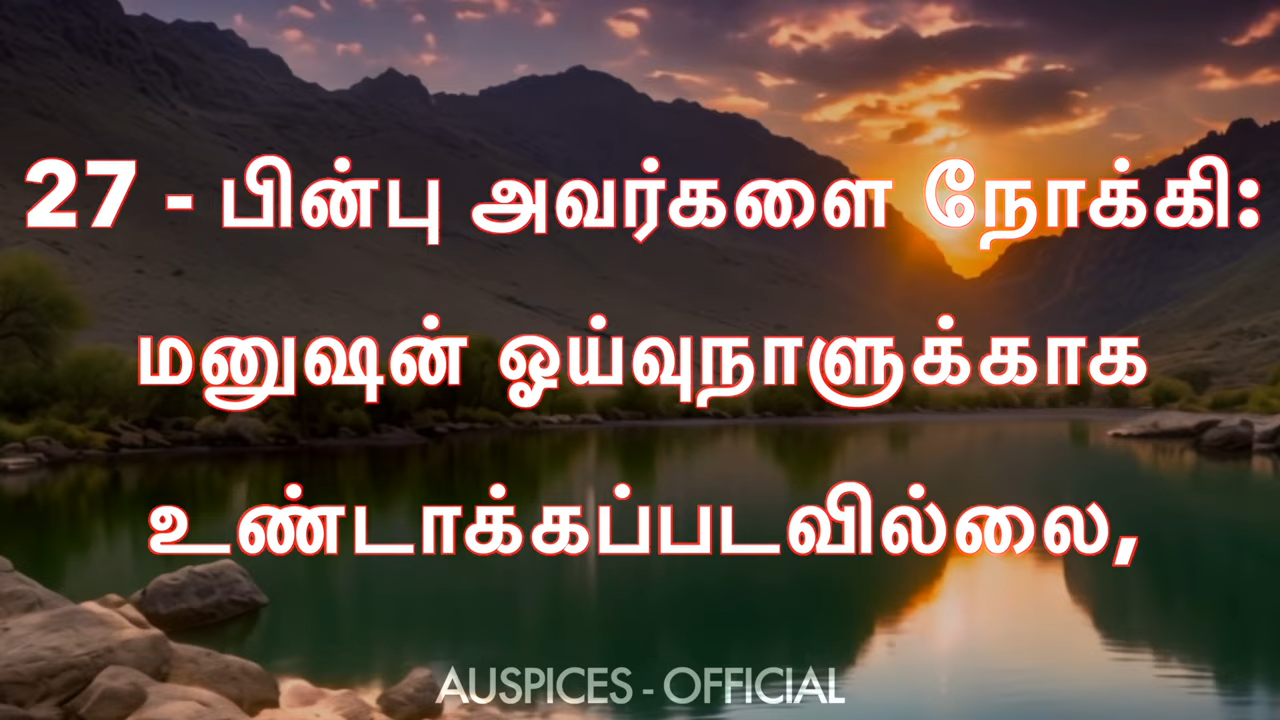 27 - பின்பு அவர்களை நோக்கி:
மனுஷன் ஓய்வுநாளுக்காக
உண்டாக்கப்படவில்லை,
AUSPICES - OFFICIAL